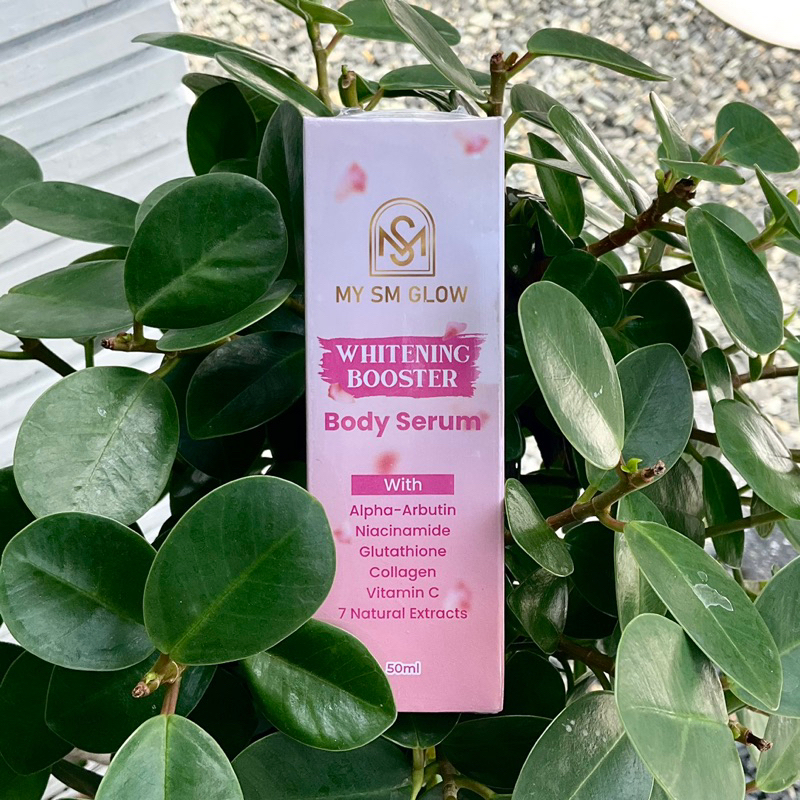 SM
MY SM GLOW
WHITENING
BOOSTER
Body Serum
With
Alpha-Arbutin
Niacinamide
Glutathione
Collagen
Vitamin C
7 Natural Extracts
50ml